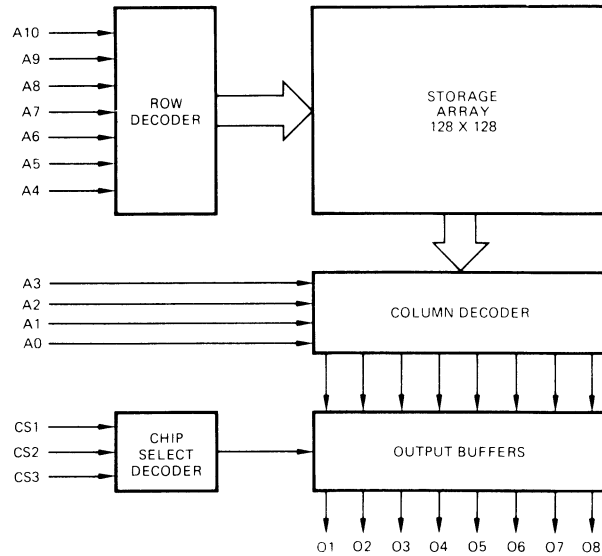 A10
A9
A8
A7
A6
A5
A4
ROW
DECODER
STORAGE
ARRAY
128 X 128
A3
A2
A1
A0
COLUMN DECODER
CS1
CS2
CS3
CHIP
SELECT
DECODER
OUTPUT BUFFERS
O1 O2 O3 O4 O5 O6 O7 O8